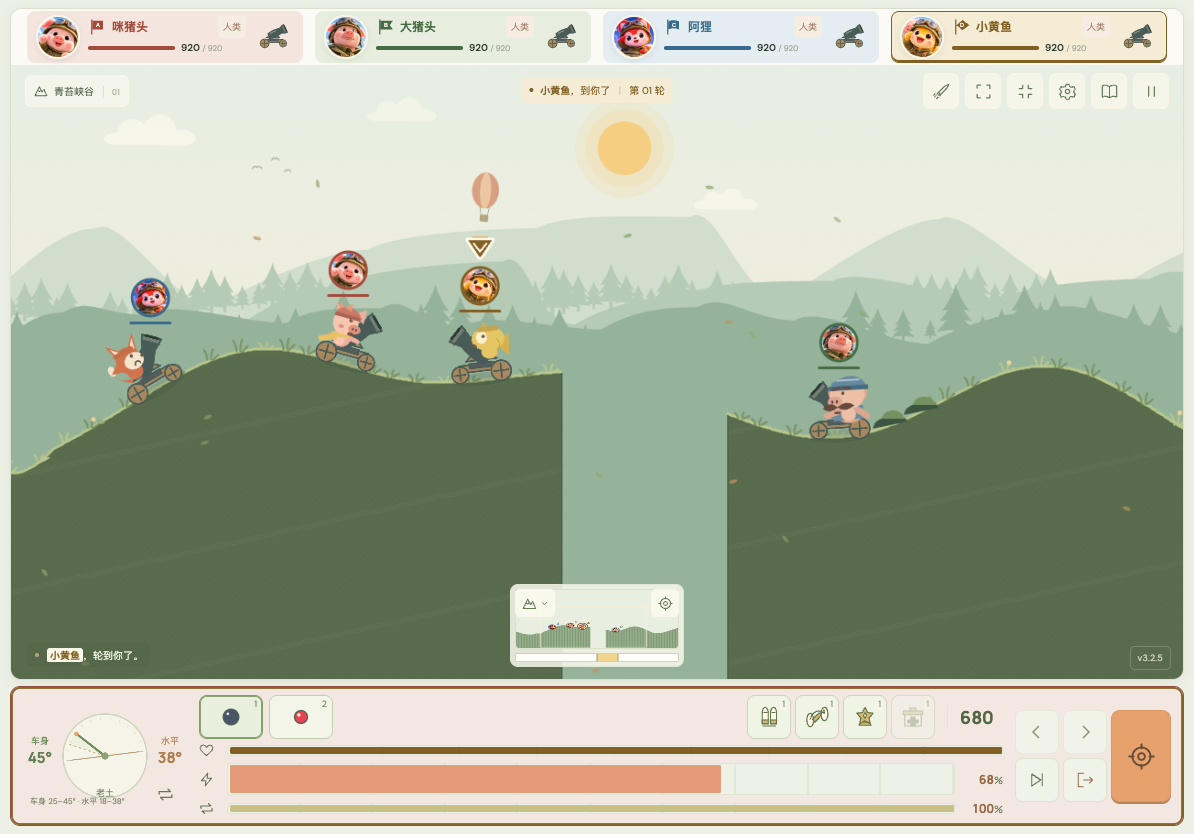 A 咪猪头 人类
920 / 920
B 大猪头 人类
920 / 920
C 阿狸 人类
920 / 920
D 小黄鱼 人类
920 / 920
青苔峡谷 01
• 小黄鱼，到你了 | 第 01 轮
• 小黄鱼，轮到你了。
v3.2.5
1
2
1
1
1
1
680
车身
45°
水平
38°
老土
车身 25–45° · 水平 18–38°
68%
100%